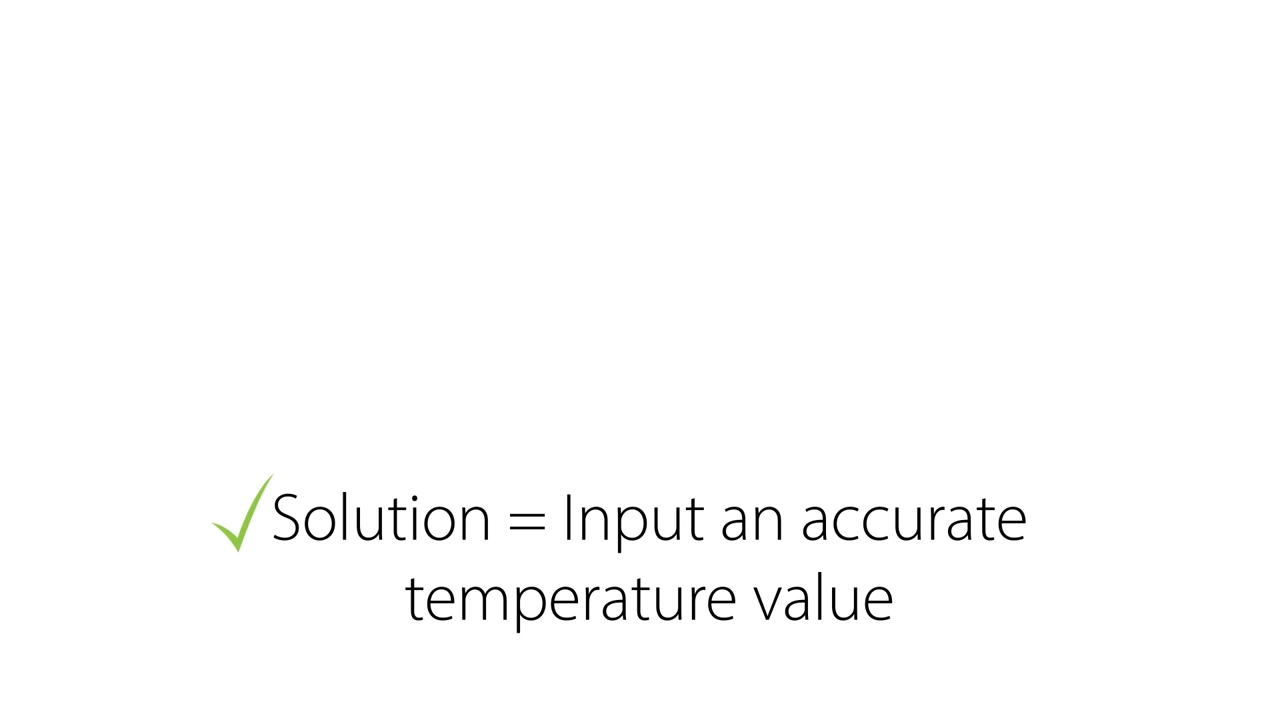 Solution = Input an accurate
temperature value